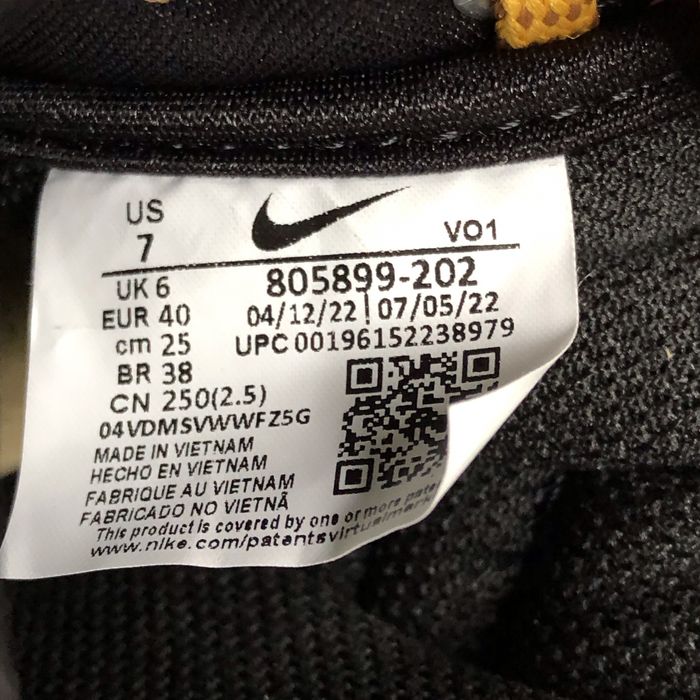 US
7
VO1
UK 6
805899-202
EUR 40
04/12/22 | 07/05/22
cm 25
UPC 00196152238979
BR 38
CN 250(2.5)
04VDMSVWWFZ5G
MADE IN VIETNAM
HECHO EN VIETNAM
FABRIQUE AU VIETNAM
FABRICADO NO VIETNÃ
This product is covered by one or more
www.nike.com/patentsvirtualmark